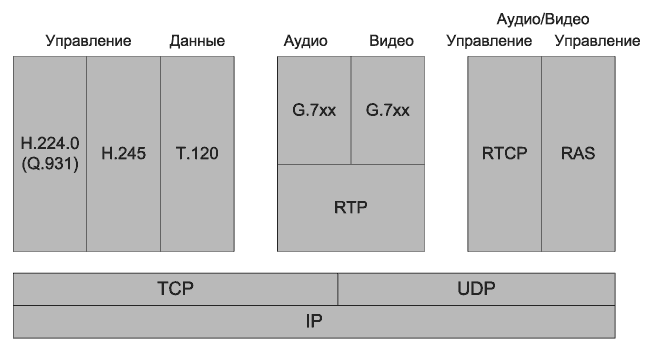 Аудио/Видео
Управление Данные Аудио Видео Управление Управление
H.224.0
(Q.931)
H.245
T.120
G.7xx
G.7xx
RTP
RTCP
RAS
TCP
UDP
IP